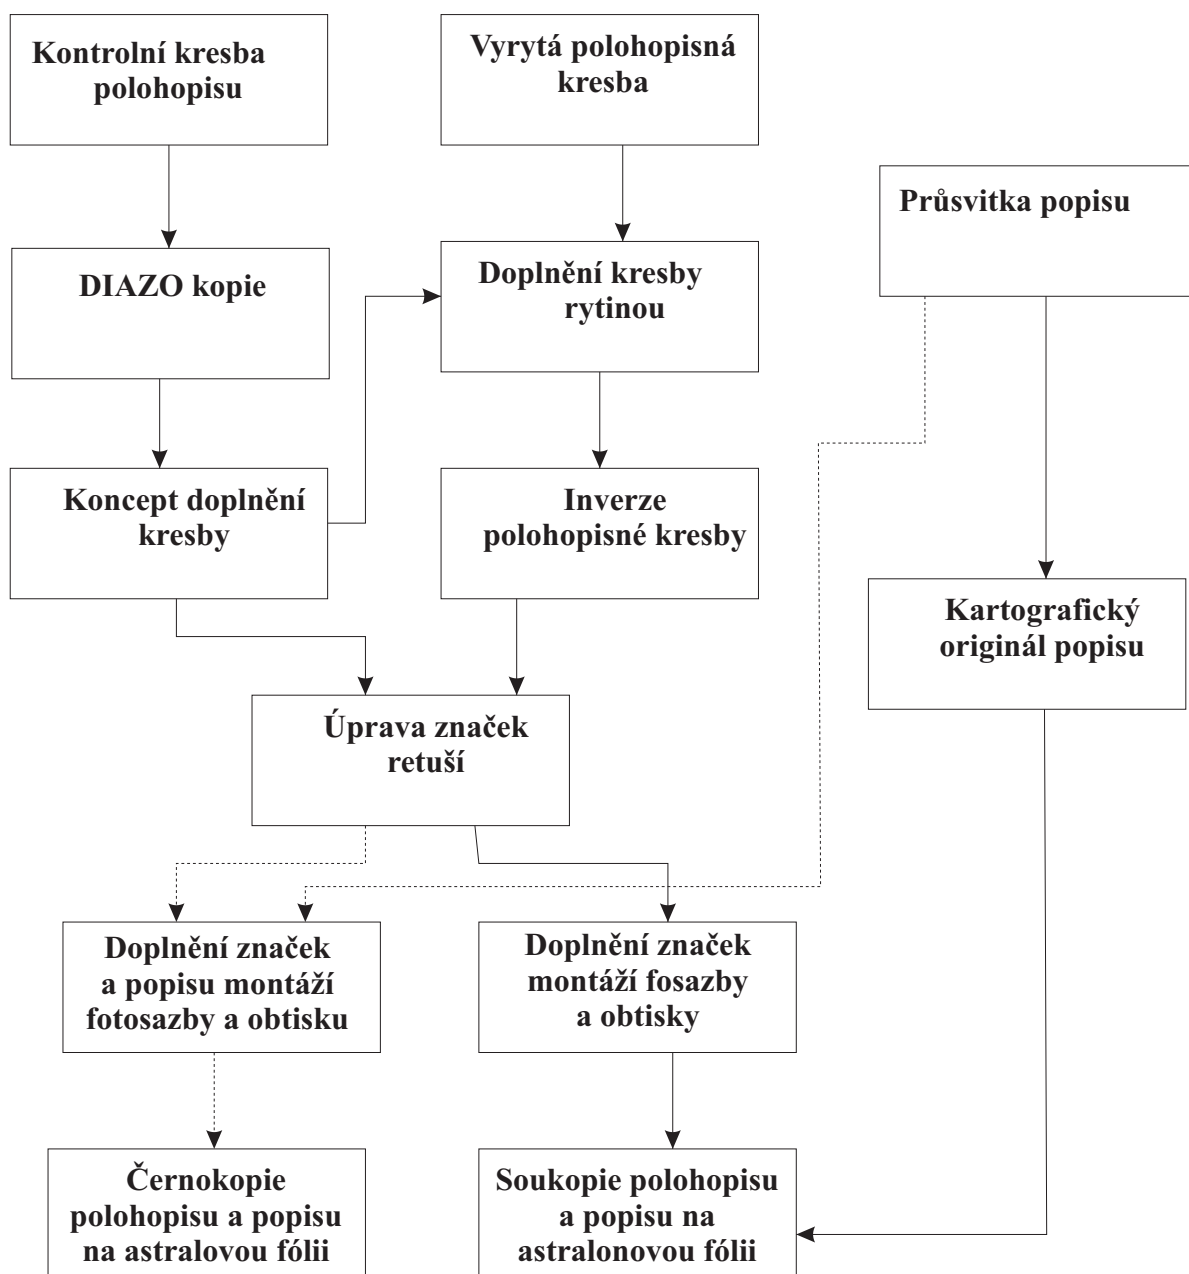 Kontrolní kresba
polohopisu
Vyrytá polohopisná
kresba
Průsvitka popisu
DIAZO kopie
Doplnění kresby
rytinou
Koncept doplnění
kresby
Inverze
polohopisné kresby
Kartografický
originál popisu
Úprava značek
retuší
Doplnění značek
a popisu montáží
fotosazby a obtisku
Doplnění značek
montáží fosazby
a obtisky
Černokopie
polohopisu a popisu
na astralovou fólii
Soukopie polohopisu
a popisu na
astralonovou fólii